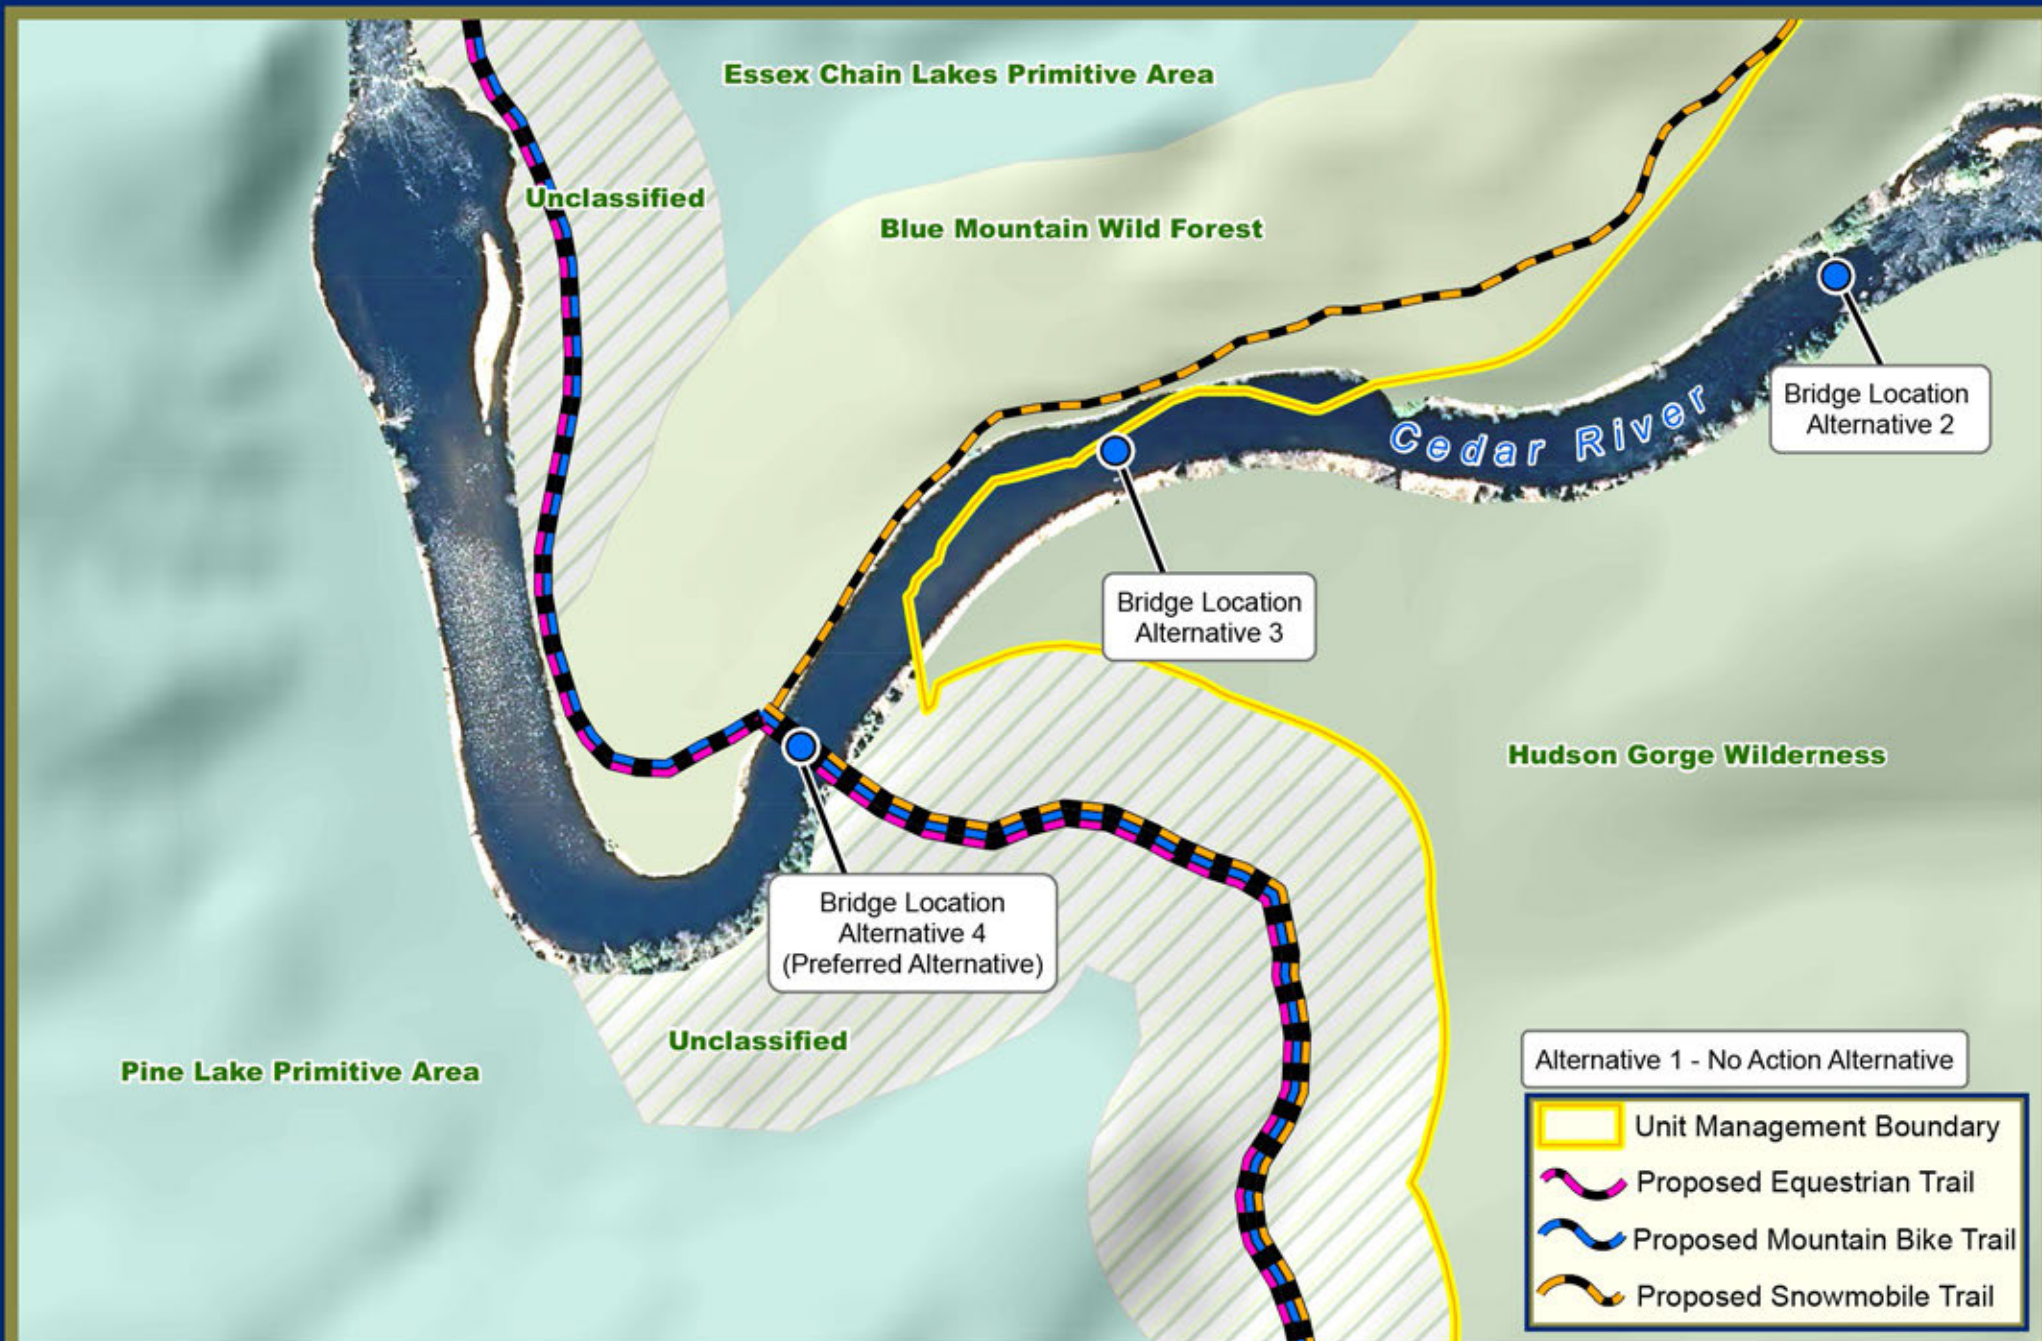 Essex Chain Lakes Primitive Area
Unclassified
Blue Mountain Wild Forest
Bridge Location
Alternative 2
Cedar River
Bridge Location
Alternative 3
Hudson Gorge Wilderness
Bridge Location
Alternative 4
(Preferred Alternative)
Unclassified
Pine Lake Primitive Area
Alternative 1 - No Action Alternative
Unit Management Boundary
Proposed Equestrian Trail
Proposed Mountain Bike Trail
Proposed Snowmobile Trail